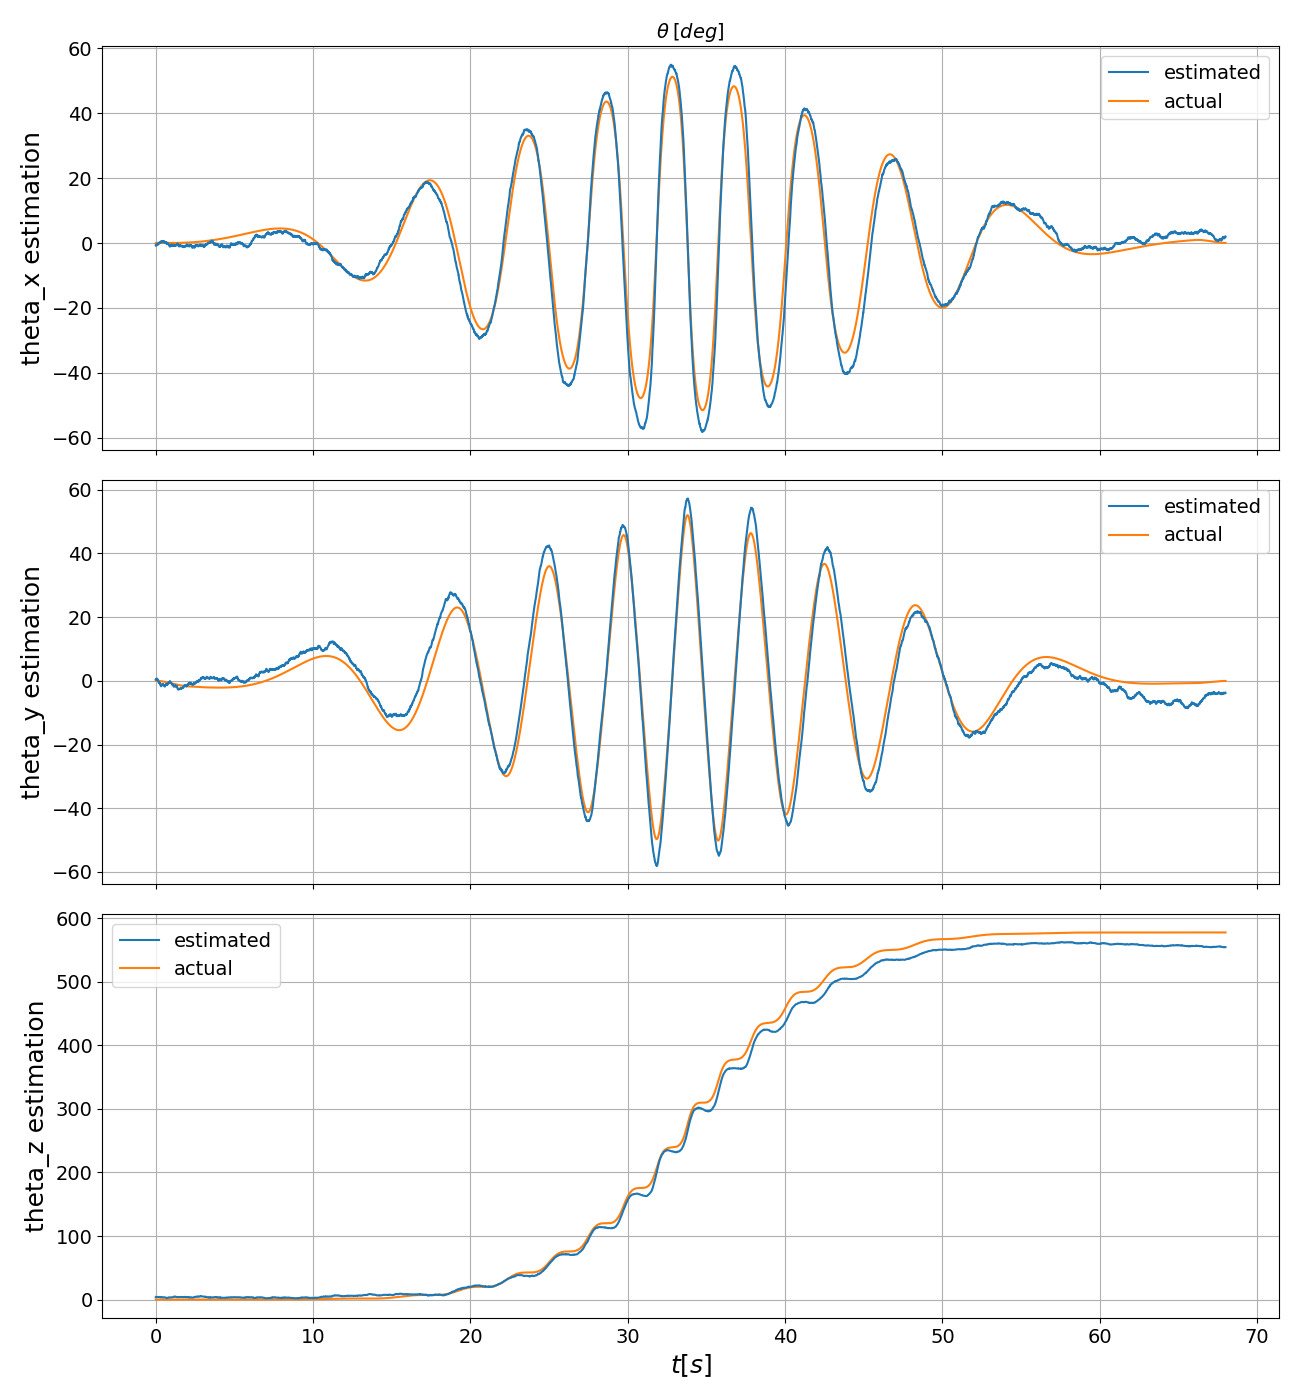 θ [deg]
60
40
20
0
−20
−40
−60
theta_x estimation
estimated
actual
60
40
20
0
−20
−40
−60
theta_y estimation
estimated
actual
600
500
400
300
200
100
0
theta_z estimation
estimated
actual
0 10 20 30 40 50 60 70
t[s]